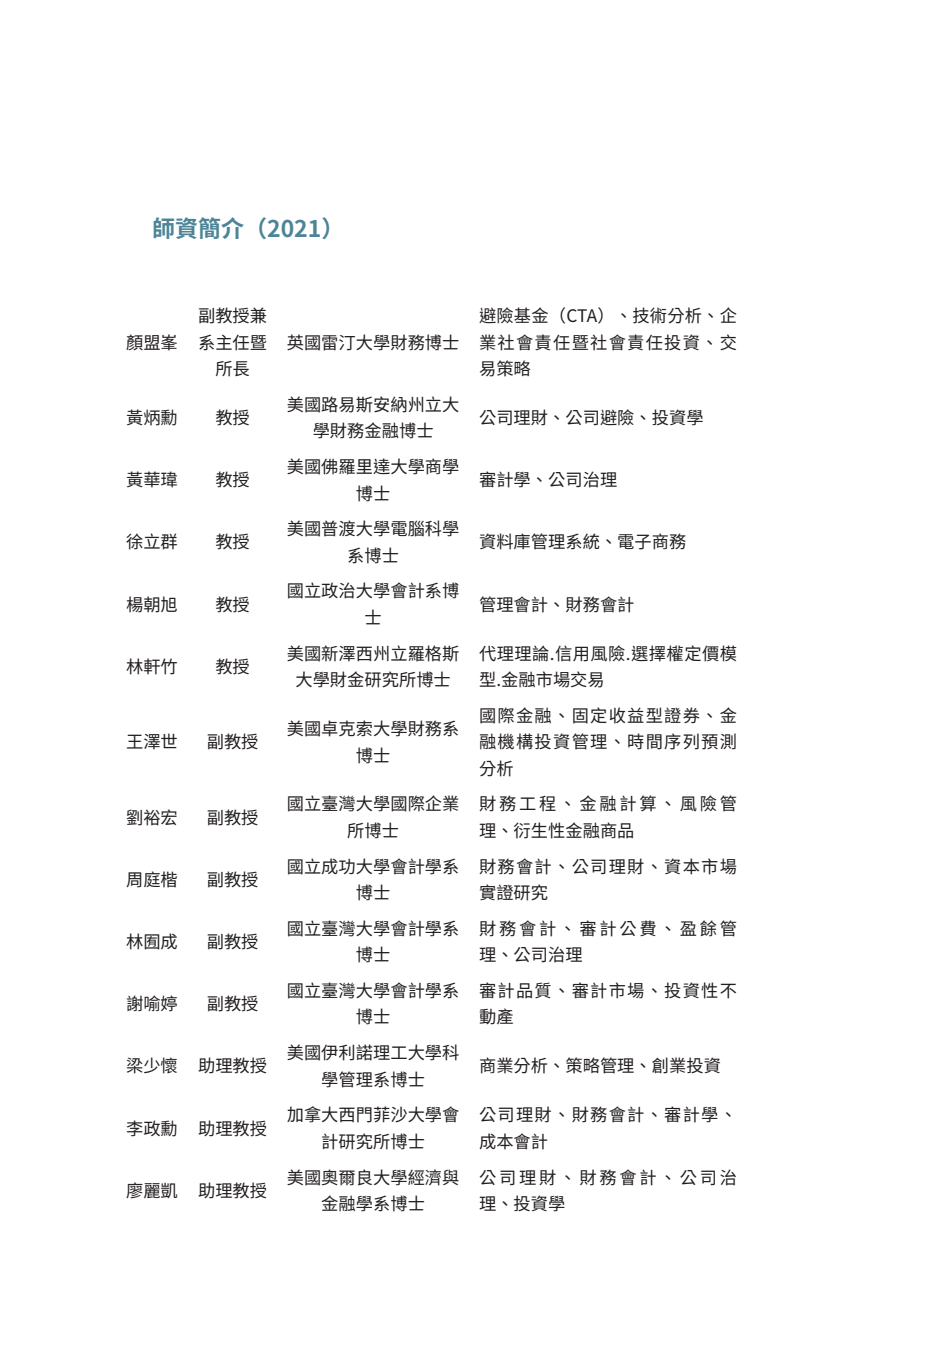 師資簡介（2021）
顏盟峯 副教授兼系主任暨所長 英國雷汀大學財務博士 避險基金（CTA）、技術分析、企業社會責任暨社會責任投資、交易策略
黃炳勳 教授 美國路易斯安納州立大學財務金融博士 公司理財、公司避險、投資學
黃華瑋 教授 美國佛羅里達大學商學博士 審計學、公司治理
徐立群 教授 美國普渡大學電腦科學系博士 資料庫管理系統、電子商務
楊朝旭 教授 國立政治大學會計系博士 管理會計、財務會計
林軒竹 教授 美國新澤西州立羅格斯大學財金研究所博士 代理理論.信用風險.選擇權定價模型.金融市場交易
王澤世 副教授 美國卓克索大學財務系博士 國際金融、固定收益型證券、金融機構投資管理、時間序列預測分析
劉裕宏 副教授 國立臺灣大學國際企業所博士 財務工程、金融計算、風險管理、衍生性金融商品
周庭楷 副教授 國立成功大學會計學系博士 財務會計、公司理財、資本市場實證研究
林囿成 副教授 國立臺灣大學會計學系博士 財務會計、審計公費、盈餘管理、公司治理
謝喻婷 副教授 國立臺灣大學會計學系博士 審計品質、審計市場、投資性不動產
梁少懷 助理教授 美國伊利諾理工大學科學管理系博士 商業分析、策略管理、創業投資
李政勳 助理教授 加拿大西門菲沙大學會計研究所博士 公司理財、財務會計、審計學、成本會計
廖麗凱 助理教授 美國奧爾良大學經濟與金融學系博士 公司理財、財務會計、公司治理、投資學